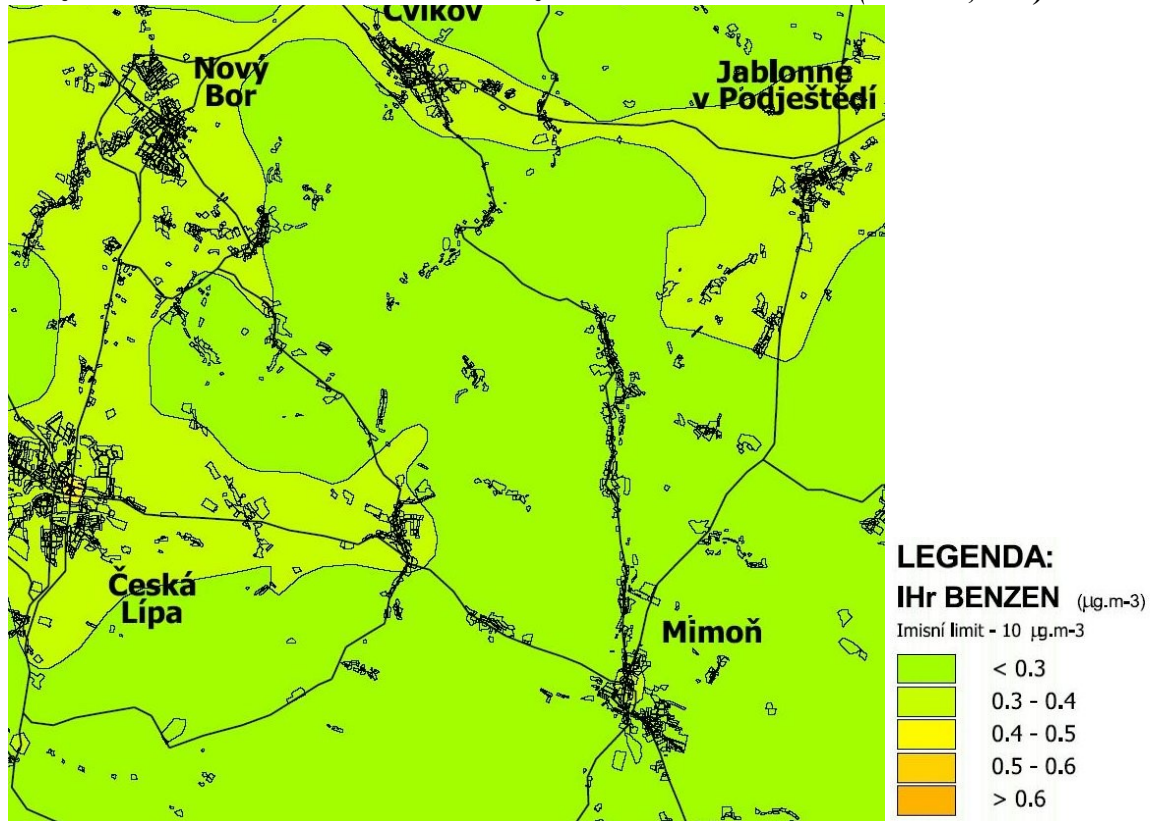 Cvikov
Nový
Bor
Jablonné
v Podještědí
Česká
Lípa
Mimoň
LEGENDA:
IHr BENZEN (µg.m-3)
Imisní limit - 10 µg.m-3
< 0.3
0.3 - 0.4
0.4 - 0.5
0.5 - 0.6
> 0.6